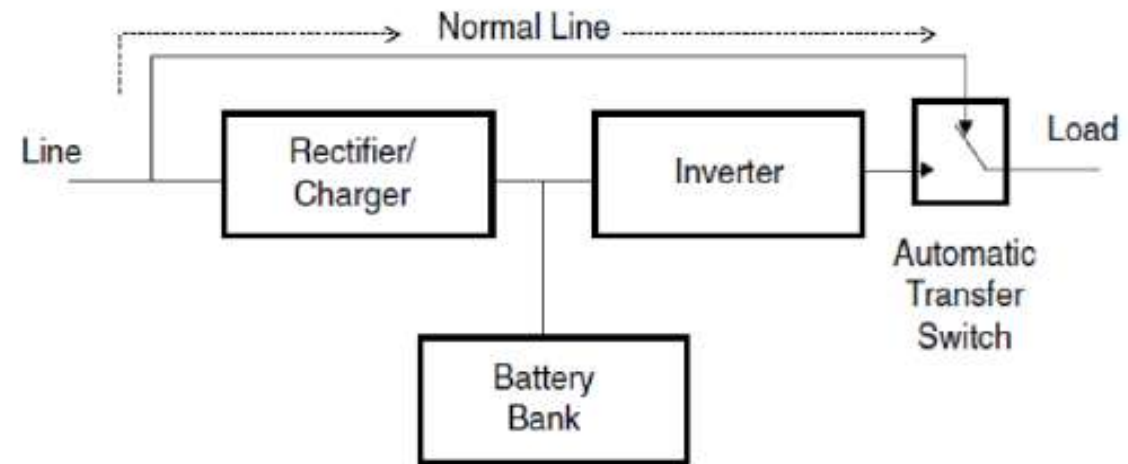 Normal Line
Line
Rectifier/
Charger
Inverter
Load
Automatic
Transfer
Switch
Battery
Bank